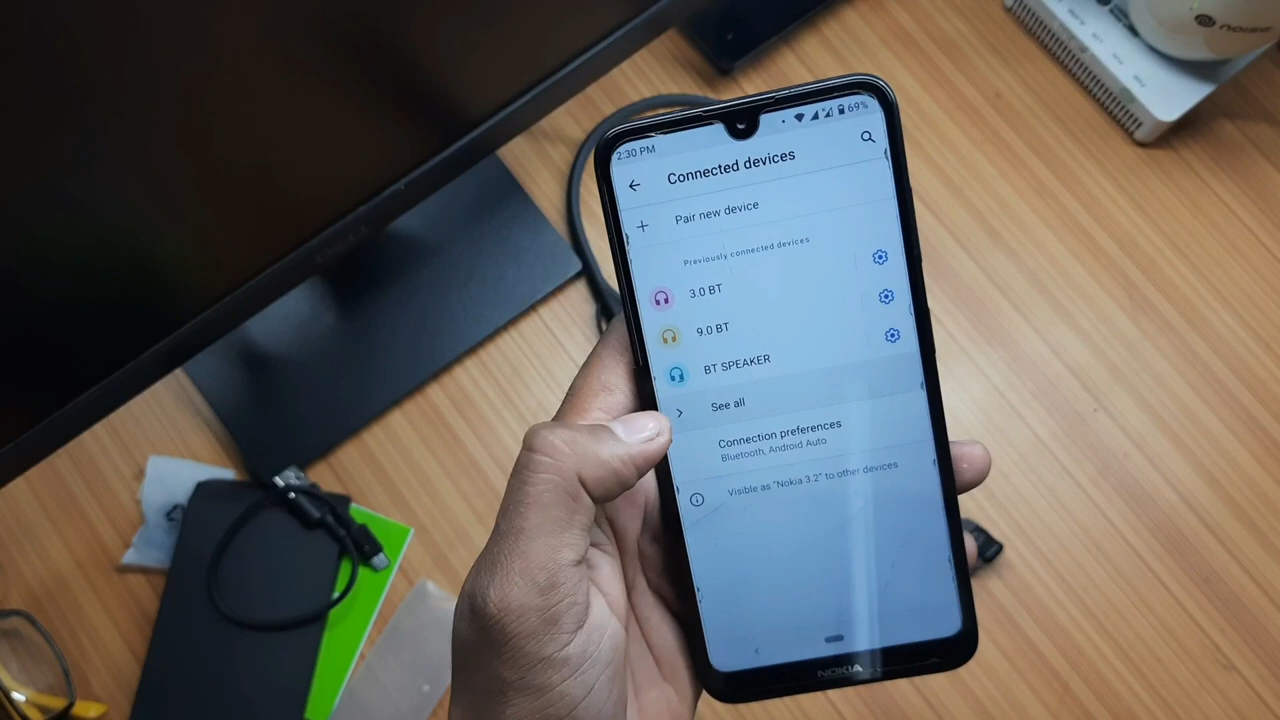 noise
2:30 PM
69%
Connected devices
Pair new device
Previously connected devices
3.0 BT
9.0 BT
BT SPEAKER
See all
Connection preferences
Bluetooth, Android Auto
Visible as "Nokia 3.2" to other devices
NOKIA